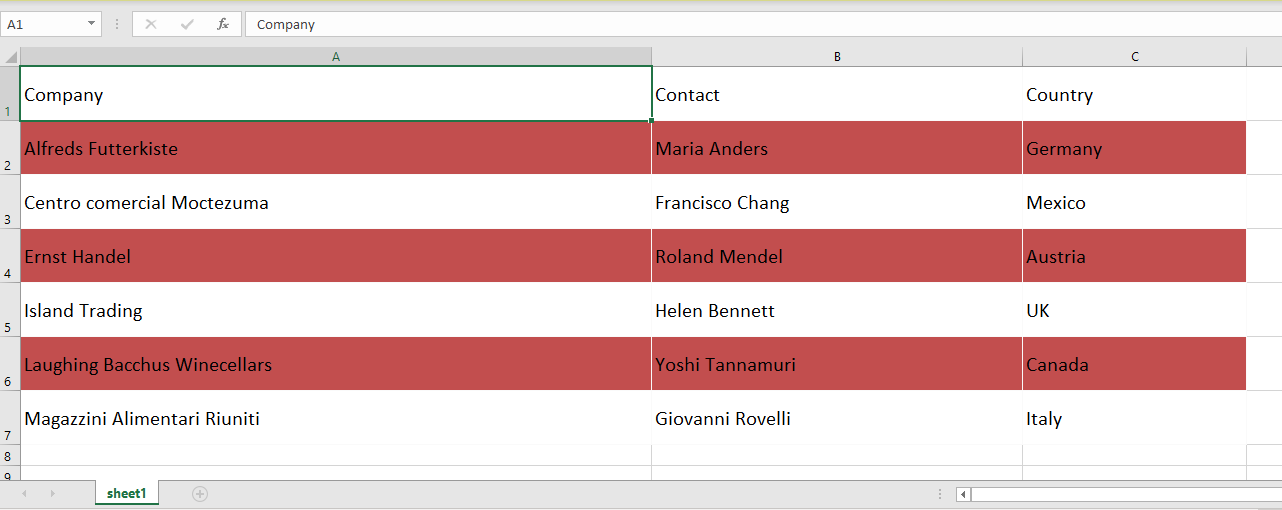 A1 fx Company
A B C
1 Company Contact Country
2 Alfreds Futterkiste Maria Anders Germany
3 Centro comercial Moctezuma Francisco Chang Mexico
4 Ernst Handel Roland Mendel Austria
5 Island Trading Helen Bennett UK
6 Laughing Bacchus Winecellars Yoshi Tannamuri Canada
7 Magazzini Alimentari Riuniti Giovanni Rovelli Italy
8
9
sheet1